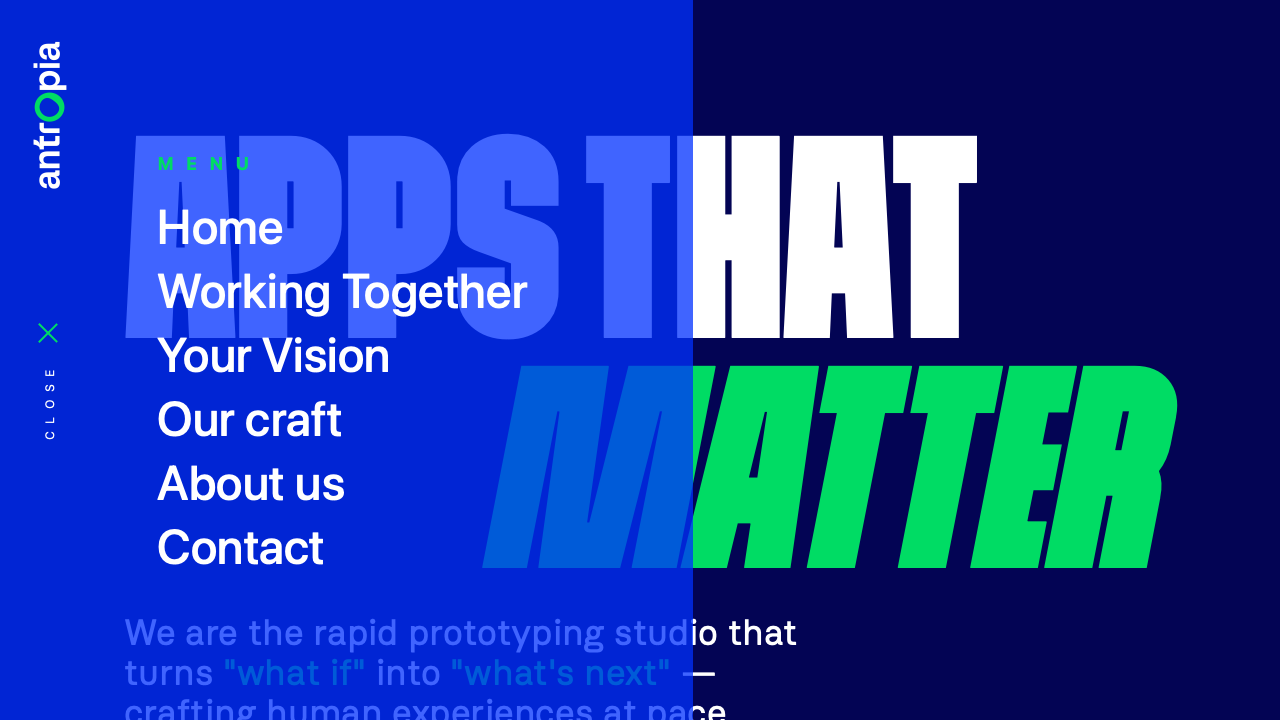 antropia
CLOSE
MENU
Home
Working Together
Your Vision
Our craft
About us
Contact
APPS THAT
MATTER
We are the rapid prototyping studio that
turns "what if" into "what's next" —
crafting human experiences at pace